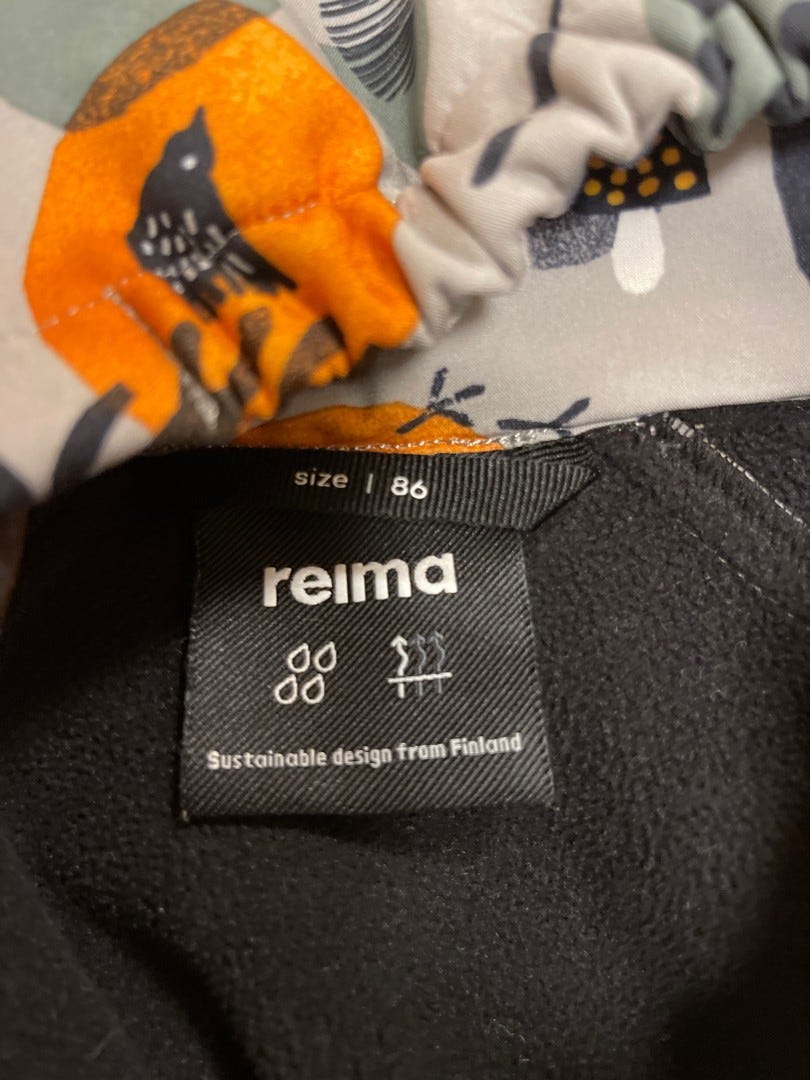 size | 86
reima
Sustainable design from Finland